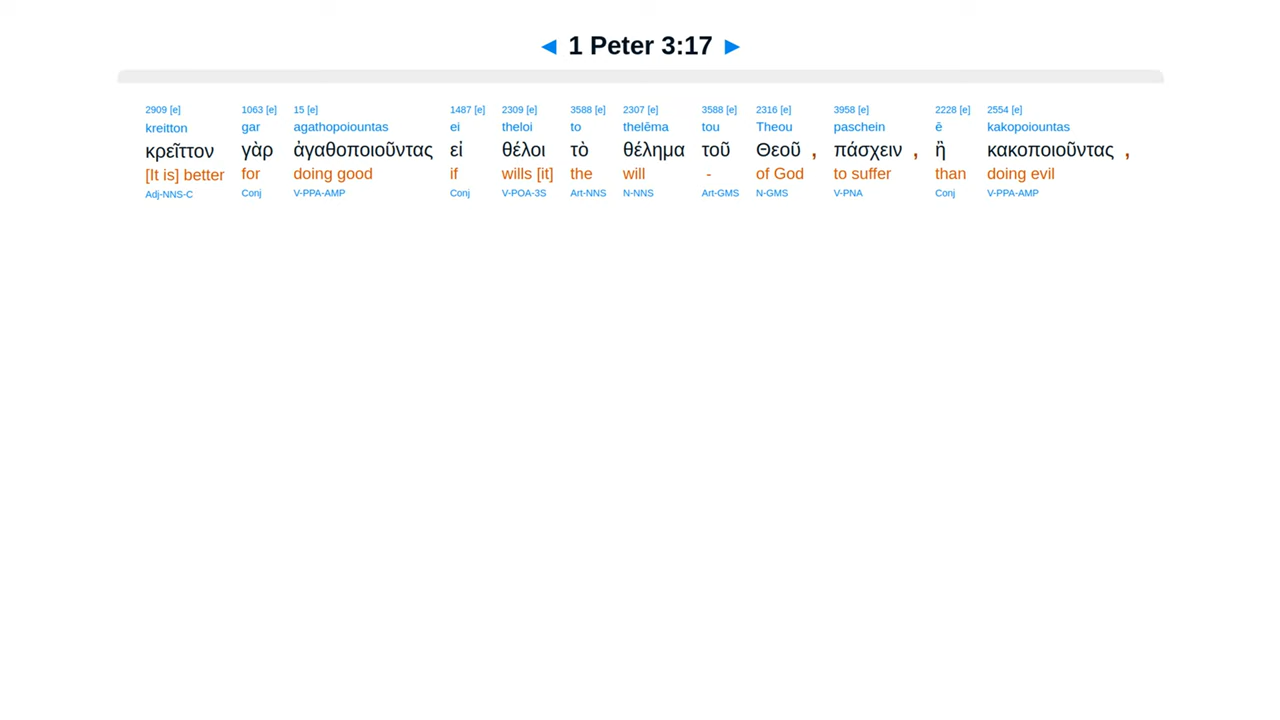 ◄ 1 Peter 3:17 ►
2909 [e] 1063 [e] 15 [e] 1487 [e] 2309 [e] 3588 [e] 2307 [e] 3588 [e] 2316 [e] 3958 [e] 2228 [e] 2554 [e]
kreitton gar agathopoiountas ei theloi to thelēma tou Theou paschein ē kakopoiountas
κρεῖττον γὰρ ἀγαθοποιοῦντας εἰ θέλοι τὸ θέλημα τοῦ Θεοῦ , πάσχειν , ἢ κακοποιοῦντας ,
[It is] better for doing good if wills [it] the will - of God to suffer than doing evil
Adj-NNS-C Conj V-PPA-AMP Conj V-POA-3S Art-NNS N-NNS Art-GMS N-GMS V-PNA Conj V-PPA-AMP